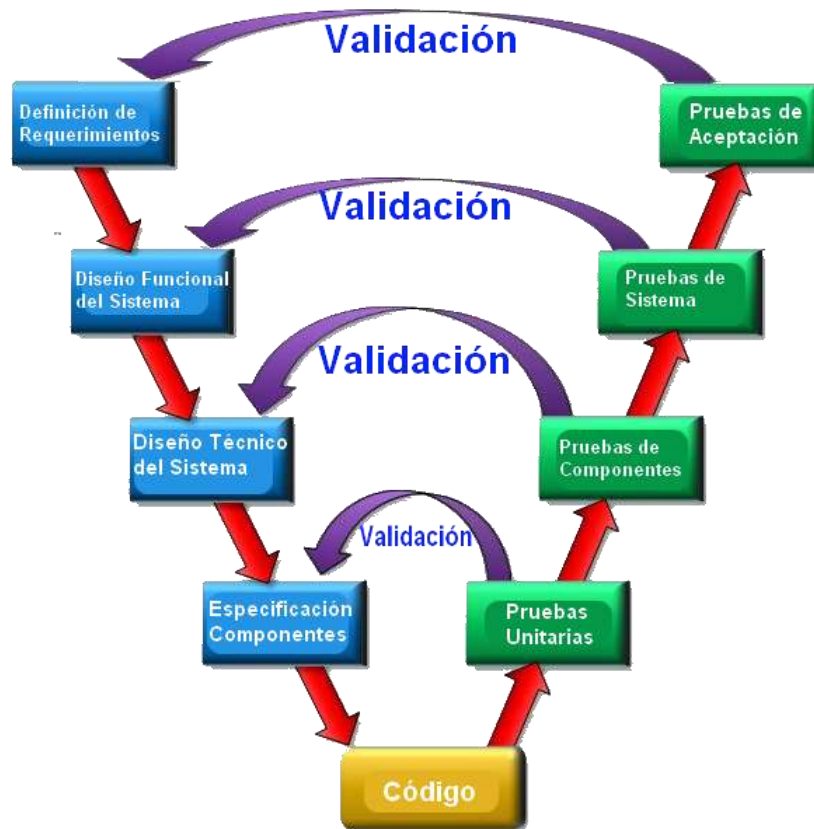 Validación
Definición de
Requerimientos
Pruebas de
Aceptación
Validación
Diseño Funcional
del Sistema
Pruebas de
Sistema
Validación
Diseño Técnico
del Sistema
Pruebas de
Componentes
Validación
Especificación
Componentes
Pruebas
Unitarias
Código